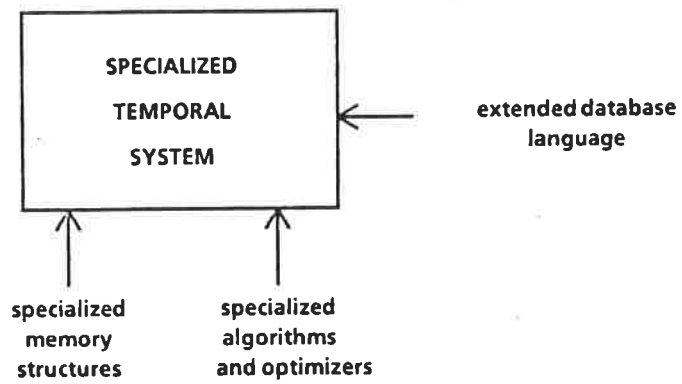 SPECIALIZED
TEMPORAL
SYSTEM
extended database
language
specialized
memory
structures
specialized
algorithms
and optimizers